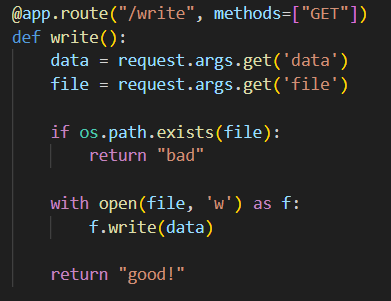 @app.route("/write", methods=["GET"])
def write():
    data = request.args.get('data')
    file = request.args.get('file')

    if os.path.exists(file):
        return "bad"

    with open(file, 'w') as f:
        f.write(data)

    return "good!"